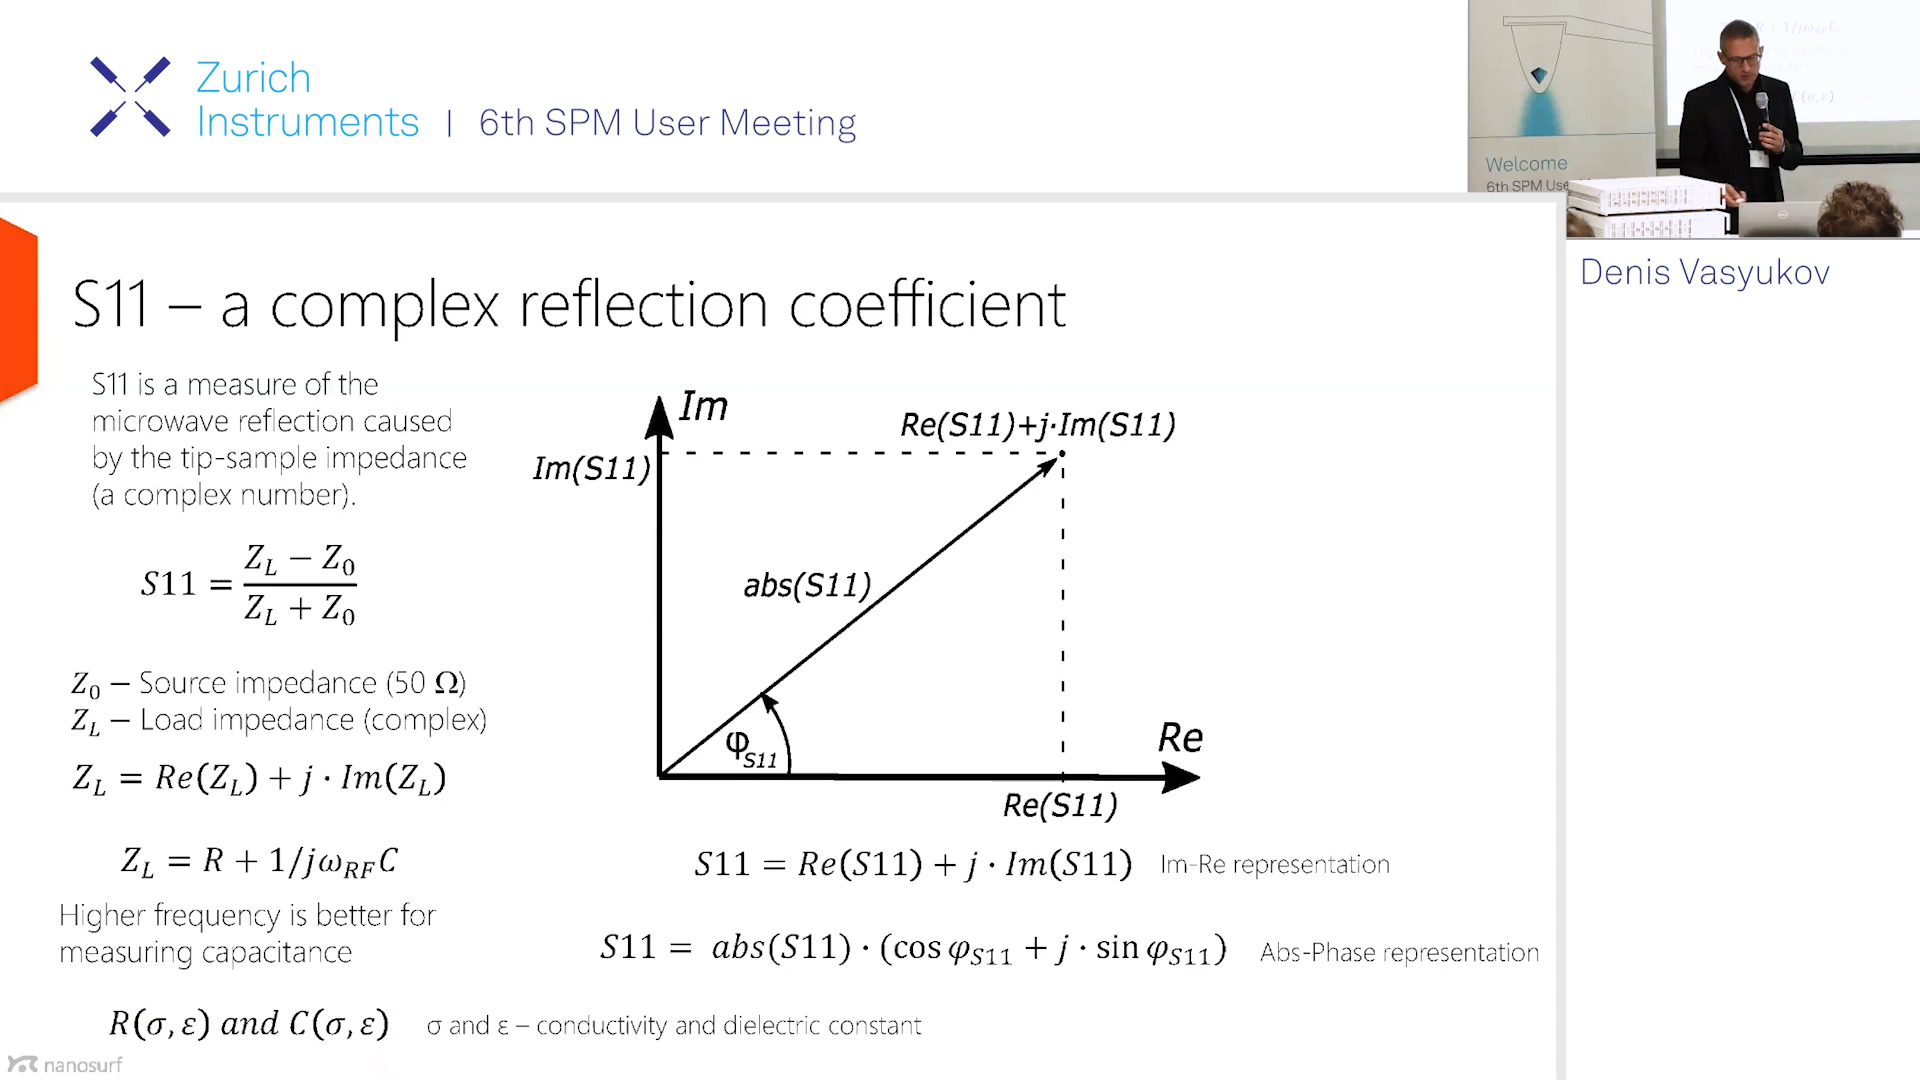 Zurich
Instruments | 6th SPM User Meeting
Welcome
6th SPM Use
R + 1/jω C
C(σ, ε)
Denis Vasyukov
S11 – a complex reflection coefficient
S11 is a measure of the
microwave reflection caused
by the tip-sample impedance
(a complex number).
S11 = (Z_L − Z_0)/(Z_L + Z_0)
Z_0 – Source impedance (50 Ω)
Z_L – Load impedance (complex)
Z_L = Re(Z_L) + j · Im(Z_L)
Z_L = R + 1/jω_RF C
Higher frequency is better for
measuring capacitance
R(σ, ε) and C(σ, ε) σ and ε – conductivity and dielectric constant
Im
Re(S11)+j·Im(S11)
Im(S11)
abs(S11)
φ_S11
Re
Re(S11)
S11 = Re(S11) + j · Im(S11) Im-Re representation
S11 = abs(S11) · (cos φ_S11 + j · sin φ_S11) Abs-Phase representation
nanosurf